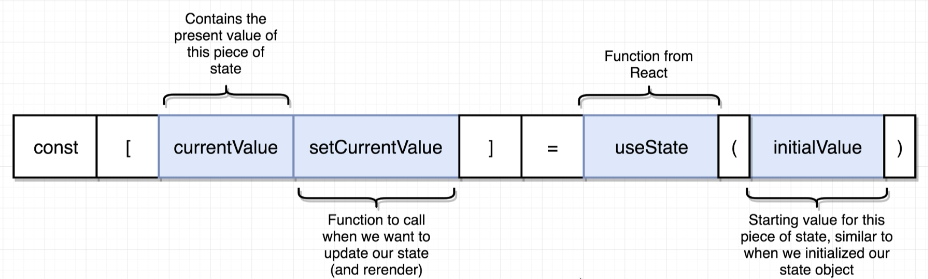 Contains the
present value of
this piece of
state
Function from
React
const [ currentValue setCurrentValue ] = useState ( initialValue )
Function to call
when we want to
update our state
(and rerender)
Starting value for this
piece of state, similar to
when we initialized our
state object